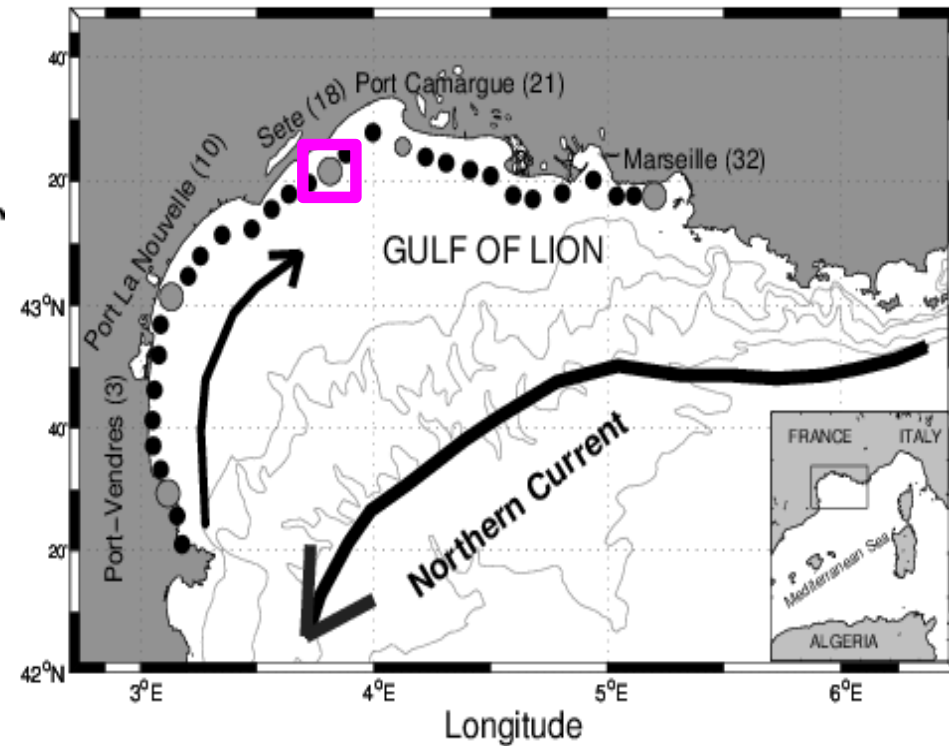 40'
Port Camargue (21)
Sete (18)
Marseille (32)
20'
Port La Nouvelle (10)
GULF OF LION
43°N
Port-Vendres (3)
40'
Northern Current
FRANCE
ITALY
Mediterranean Sea
ALGERIA
20'
42°N
3°E
4°E
5°E
6°E
Longitude